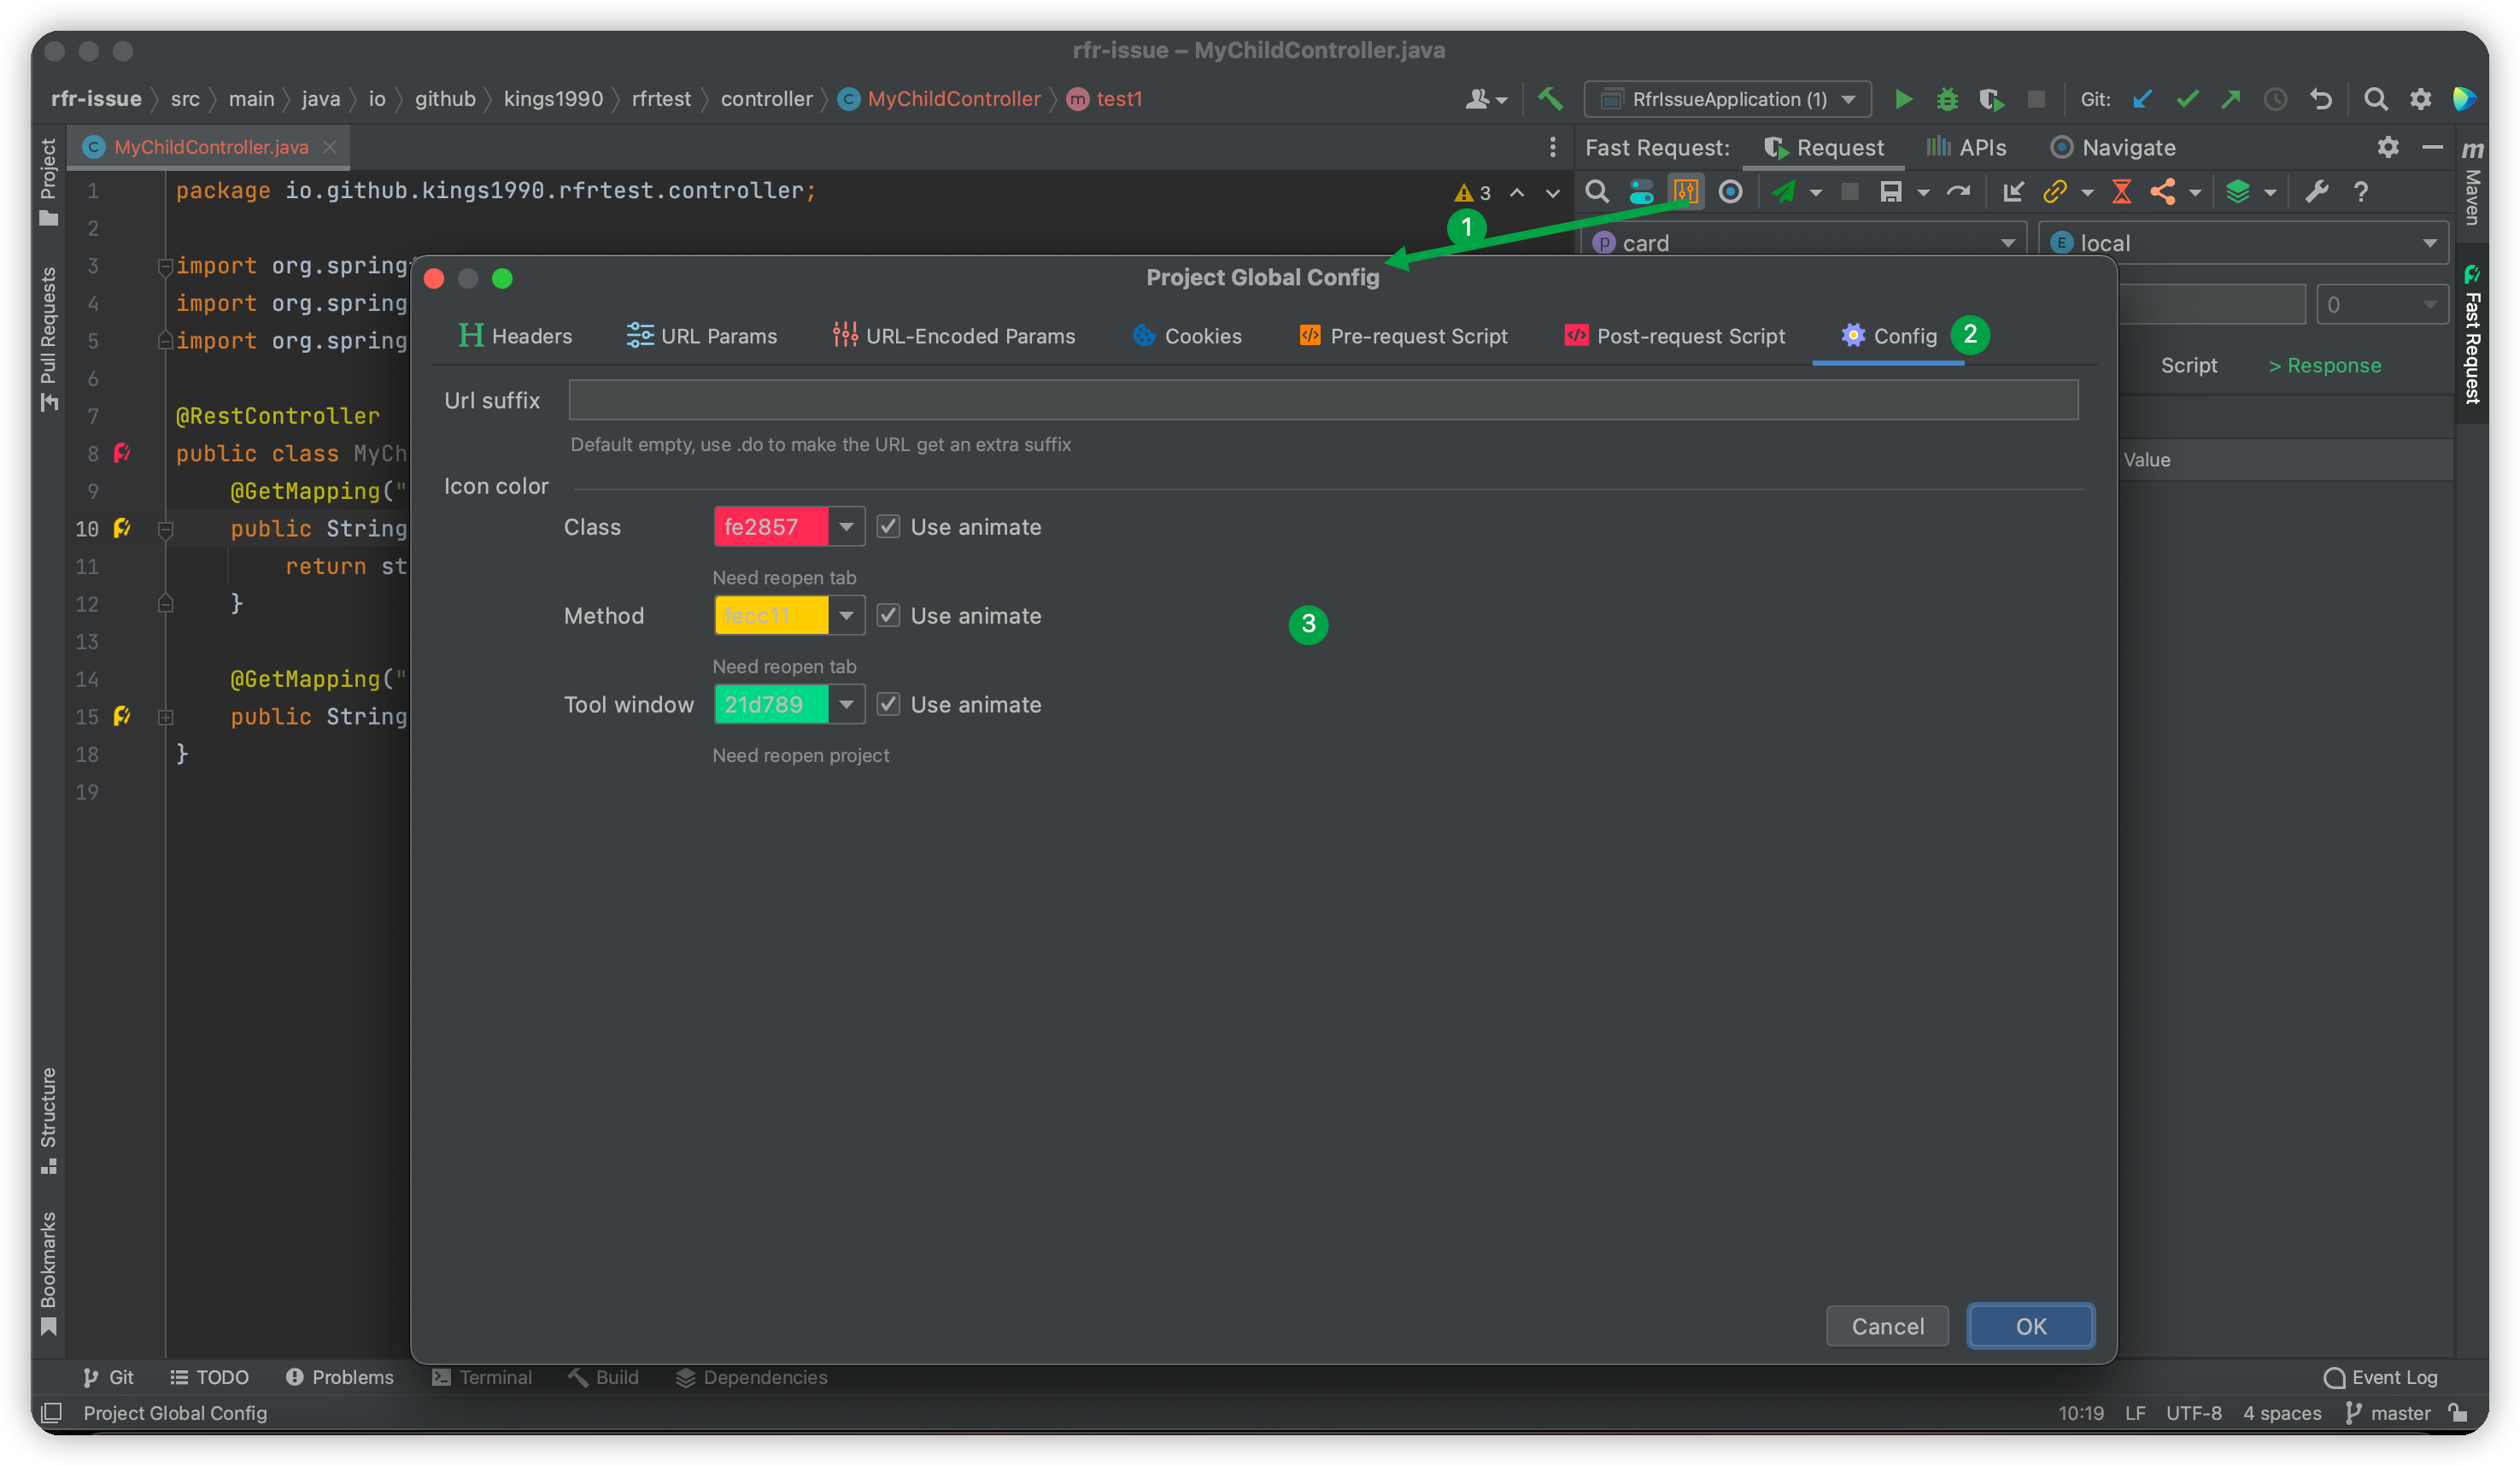 rfr-issue – MyChildController.java
rfr-issue src main java io github kings1990 rfrtest controller C MyChildController m test1
RfrIssueApplication (1)
Git:
Project
Pull Requests
Structure
Bookmarks
C MyChildController.java
1 package io.github.kings1990.rfrtest.controller;
2
3 import org.spring
4 import org.spring
5 import org.spring
6
7 @RestController
8 public class MyCh
9 @GetMapping("
10 public String
11 return st
12 }
13
14 @GetMapping("
15 public String
18 }
19
3
1
Fast Request: Request APIs Navigate
p card
E local
0
Script > Response
Value
m Maven
Fast Request
Project Global Config
H Headers URL Params URL-Encoded Params Cookies Pre-request Script Post-request Script Config 2
Url suffix
Default empty, use .do to make the URL get an extra suffix
Icon color
Class fe2857 Use animate
Need reopen tab
Method fecc11 Use animate
3
Need reopen tab
Tool window 21d789 Use animate
Need reopen project
Cancel OK
Git TODO Problems Terminal Build Dependencies Event Log
Project Global Config 10:19 LF UTF-8 4 spaces master